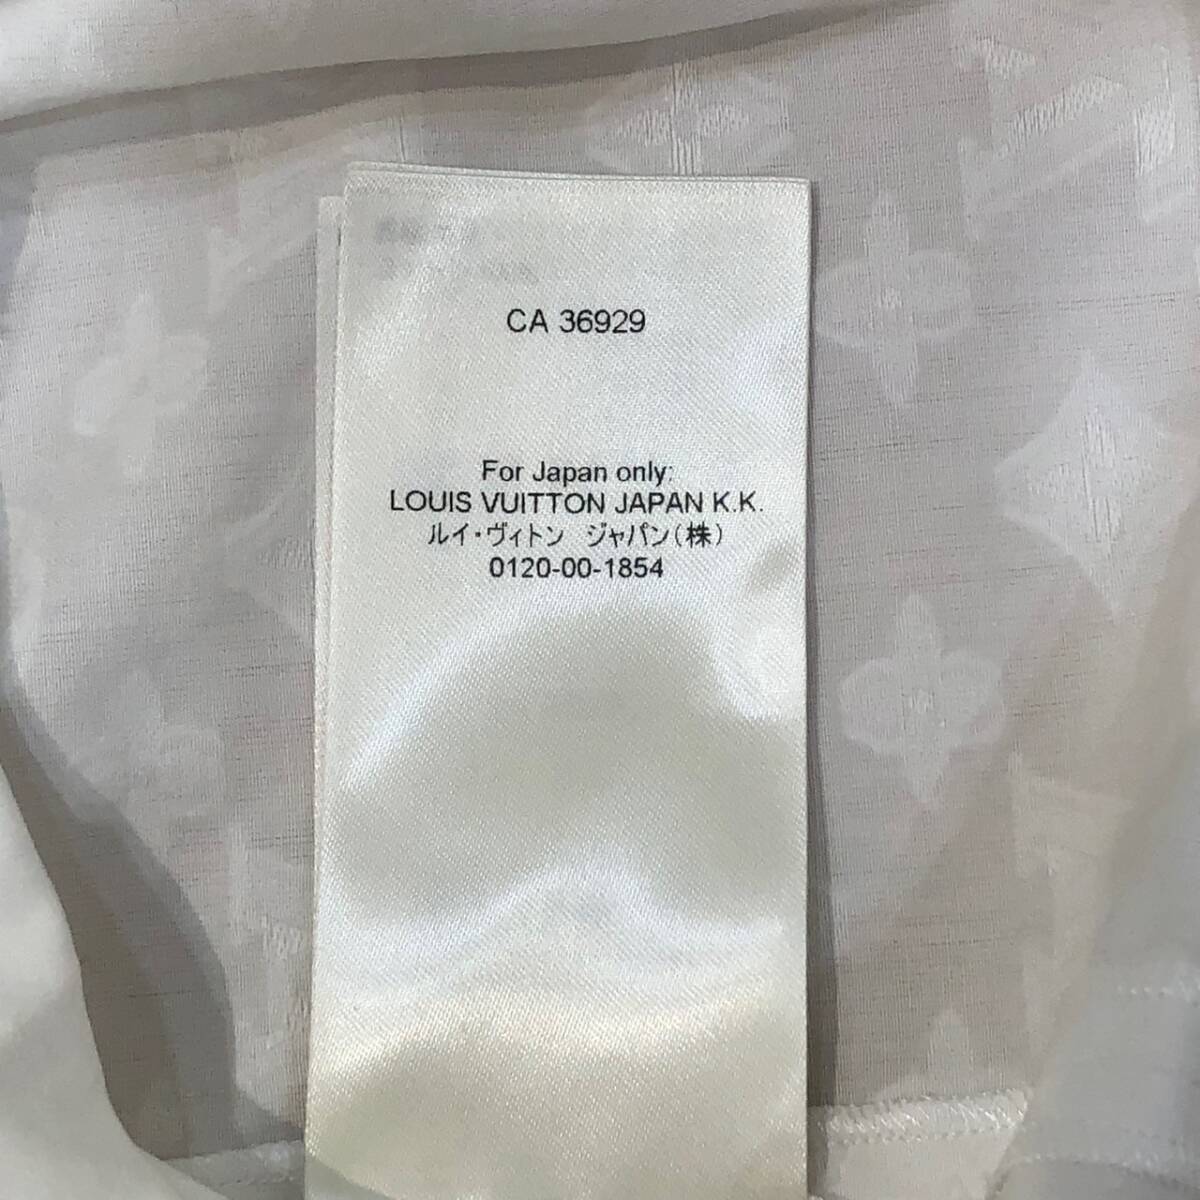 CA 36929
For Japan only:
LOUIS VUITTON JAPAN K.K.
ルイ・ヴィトン ジャパン(株)
0120-00-1854